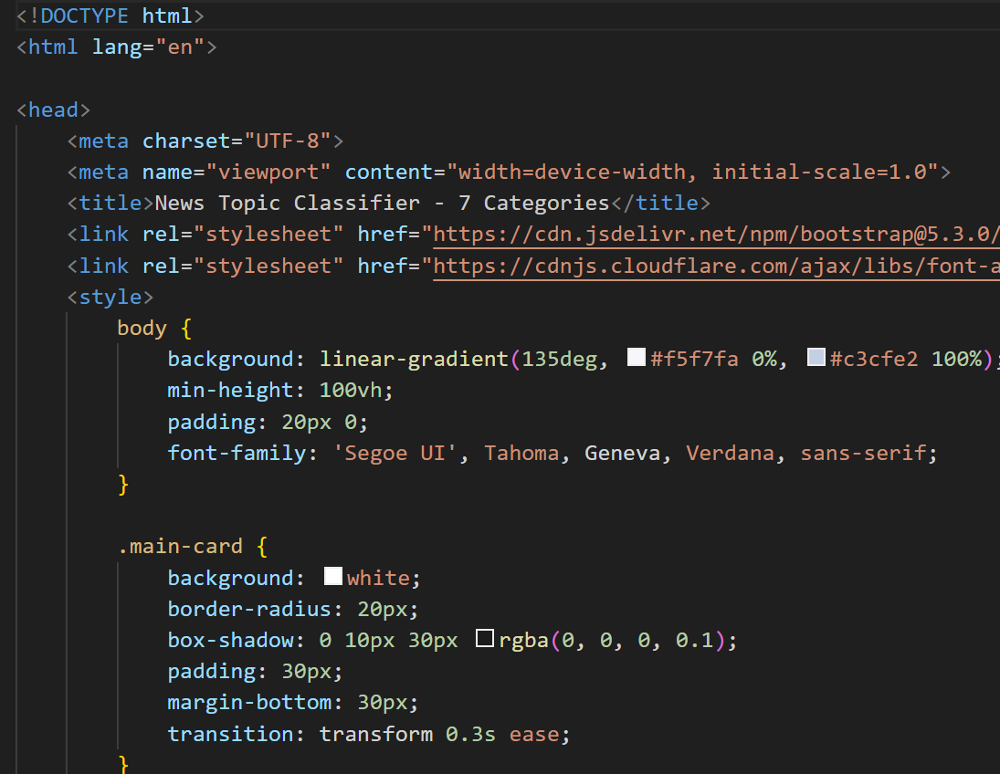 <!DOCTYPE html>
<html lang="en">
<head>
<meta charset="UTF-8">
<meta name="viewport" content="width=device-width, initial-scale=1.0">
<title>News Topic Classifier - 7 Categories</title>
<link rel="stylesheet" href="https://cdn.jsdelivr.net/npm/bootstrap@5.3.0/
<link rel="stylesheet" href="https://cdnjs.cloudflare.com/ajax/libs/font-a
<style>
body {
background: linear-gradient(135deg, #f5f7fa 0%, #c3cfe2 100%);
min-height: 100vh;
padding: 20px 0;
font-family: 'Segoe UI', Tahoma, Geneva, Verdana, sans-serif;
}
.main-card {
background: white;
border-radius: 20px;
box-shadow: 0 10px 30px rgba(0, 0, 0, 0.1);
padding: 30px;
margin-bottom: 30px;
transition: transform 0.3s ease;
}